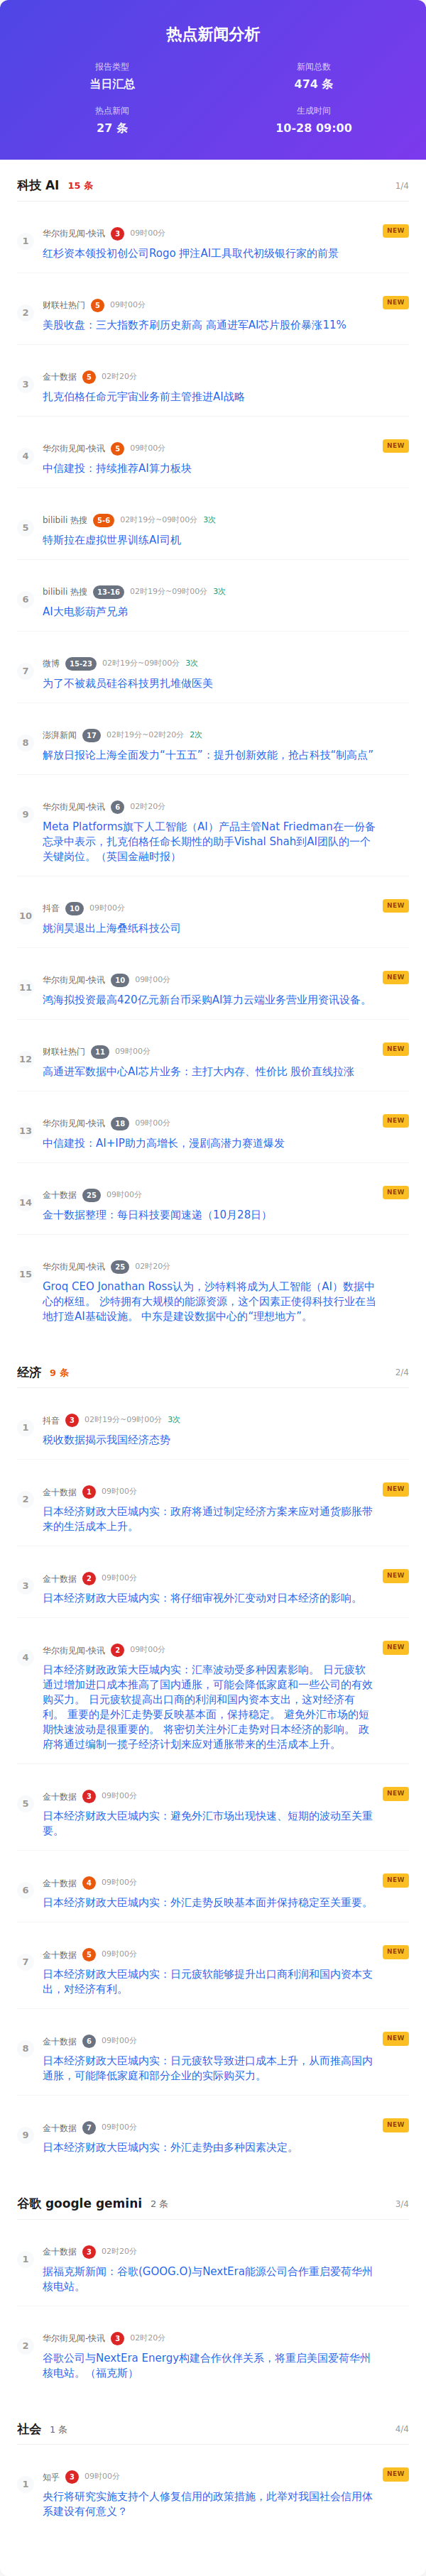 热点新闻分析
报告类型
新闻总数
当日汇总
474 条
热点新闻
生成时间
27 条
10-28 09:00
科技 AI 15 条 1/4
NEW
1 华尔街见闻-快讯 3 09时00分
红杉资本领投初创公司Rogo 押注AI工具取代初级银行家的前景
NEW
2 财联社热门 5 09时00分
美股收盘：三大指数齐刷历史新高 高通进军AI芯片股价暴涨11%
3 金十数据 5 02时20分
扎克伯格任命元宇宙业务前主管推进AI战略
NEW
4 华尔街见闻-快讯 5 09时00分
中信建投：持续推荐AI算力板块
5 bilibili 热搜 5-6 02时19分~09时00分 3次
特斯拉在虚拟世界训练AI司机
6 bilibili 热搜 13-16 02时19分~09时00分 3次
AI大电影葫芦兄弟
7 微博 15-23 02时19分~09时00分 3次
为了不被裁员硅谷科技男扎堆做医美
8 澎湃新闻 17 02时19分~02时20分 2次
解放日报论上海全面发力“十五五”：提升创新效能，抢占科技“制高点”
9 华尔街见闻-快讯 6 02时20分
Meta Platforms旗下人工智能（AI）产品主管Nat Friedman在一份备
忘录中表示，扎克伯格任命长期性的助手Vishal Shah到AI团队的一个
关键岗位。（英国金融时报）
NEW
10 抖音 10 09时00分
姚润昊退出上海叠纸科技公司
NEW
11 华尔街见闻-快讯 10 09时00分
鸿海拟投资最高420亿元新台币采购AI算力云端业务营业用资讯设备。
NEW
12 财联社热门 11 09时00分
高通进军数据中心AI芯片业务：主打大内存、性价比 股价直线拉涨
NEW
13 华尔街见闻-快讯 18 09时00分
中信建投：AI+IP助力高增长，漫剧高潜力赛道爆发
NEW
14 金十数据 25 09时00分
金十数据整理：每日科技要闻速递（10月28日）
15 华尔街见闻-快讯 25 02时20分
Groq CEO Jonathan Ross认为，沙特料将成为人工智能（AI）数据中
心的枢纽。 沙特拥有大规模的能源资源，这个因素正使得科技行业在当
地打造AI基础设施。 中东是建设数据中心的“理想地方”。
经济 9 条 2/4
1 抖音 3 02时19分~09时00分 3次
税收数据揭示我国经济态势
NEW
2 金十数据 1 09时00分
日本经济财政大臣城内实：政府将通过制定经济方案来应对通货膨胀带
来的生活成本上升。
NEW
3 金十数据 2 09时00分
日本经济财政大臣城内实：将仔细审视外汇变动对日本经济的影响。
NEW
4 华尔街见闻-快讯 2 09时00分
日本经济财政政策大臣城内实：汇率波动受多种因素影响。 日元疲软
通过增加进口成本推高了国内通胀，可能会降低家庭和一些公司的有效
购买力。 日元疲软提高出口商的利润和国内资本支出，这对经济有
利。 重要的是外汇走势要反映基本面，保持稳定。 避免外汇市场的短
期快速波动是很重要的。 将密切关注外汇走势对日本经济的影响。 政
府将通过编制一揽子经济计划来应对通胀带来的生活成本上升。
NEW
5 金十数据 3 09时00分
日本经济财政大臣城内实：避免外汇市场出现快速、短期的波动至关重
要。
NEW
6 金十数据 4 09时00分
日本经济财政大臣城内实：外汇走势反映基本面并保持稳定至关重要。
NEW
7 金十数据 5 09时00分
日本经济财政大臣城内实：日元疲软能够提升出口商利润和国内资本支
出，对经济有利。
NEW
8 金十数据 6 09时00分
日本经济财政大臣城内实：日元疲软导致进口成本上升，从而推高国内
通胀，可能降低家庭和部分企业的实际购买力。
NEW
9 金十数据 7 09时00分
日本经济财政大臣城内实：外汇走势由多种因素决定。
谷歌 google gemini 2 条 3/4
1 金十数据 3 02时20分
据福克斯新闻：谷歌(GOOG.O)与NextEra能源公司合作重启爱荷华州
核电站。
2 华尔街见闻-快讯 3 02时20分
谷歌公司与NextEra Energy构建合作伙伴关系，将重启美国爱荷华州
核电站。（福克斯）
社会 1 条 4/4
NEW
1 知乎 3 09时00分
央行将研究实施支持个人修复信用的政策措施，此举对我国社会信用体
系建设有何意义？